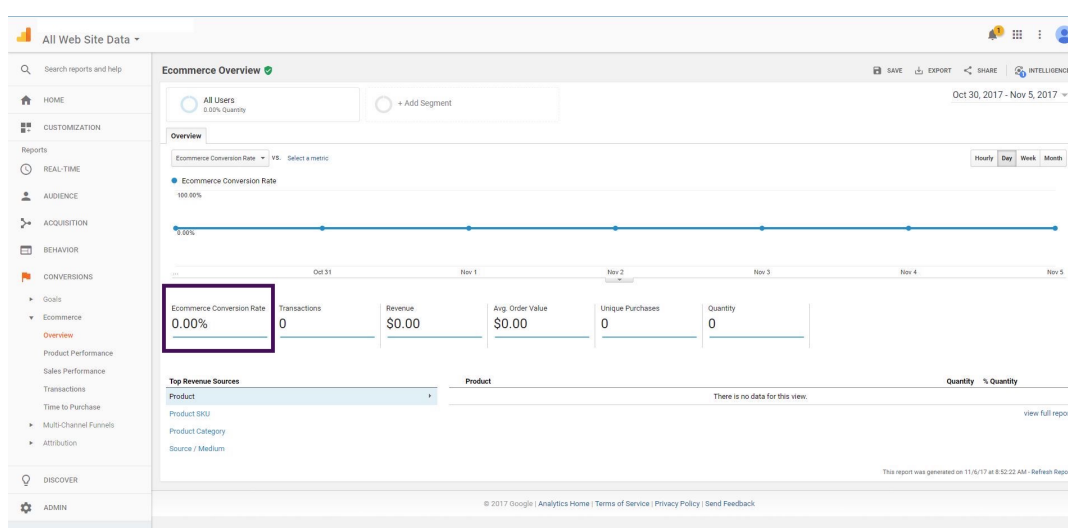 All Web Site Data
1
Search reports and help
Ecommerce Overview
SAVE
EXPORT
SHARE
INTELLIGENCE
HOME
CUSTOMIZATION
Reports
REAL-TIME
AUDIENCE
ACQUISITION
BEHAVIOR
CONVERSIONS
Goals
Ecommerce
Overview
Product Performance
Sales Performance
Transactions
Time to Purchase
Multi-Channel Funnels
Attribution
DISCOVER
ADMIN
All Users
0.00% Quantity
+ Add Segment
Oct 30, 2017 - Nov 5, 2017
Overview
Ecommerce Conversion Rate VS. Select a metric
Hourly Day Week Month
Ecommerce Conversion Rate
100.00%
0.00%
... Oct 31 Nov 1 Nov 2 Nov 3 Nov 4 Nov 5
Ecommerce Conversion Rate
0.00%
Transactions
0
Revenue
$0.00
Avg. Order Value
$0.00
Unique Purchases
0
Quantity
0
Top Revenue Sources
Product
Product SKU
Product Category
Source / Medium
Product Quantity % Quantity
There is no data for this view.
view full repo
This report was generated on 11/6/17 at 8:52:22 AM - Refresh Repo
© 2017 Google | Analytics Home | Terms of Service | Privacy Policy | Send Feedback